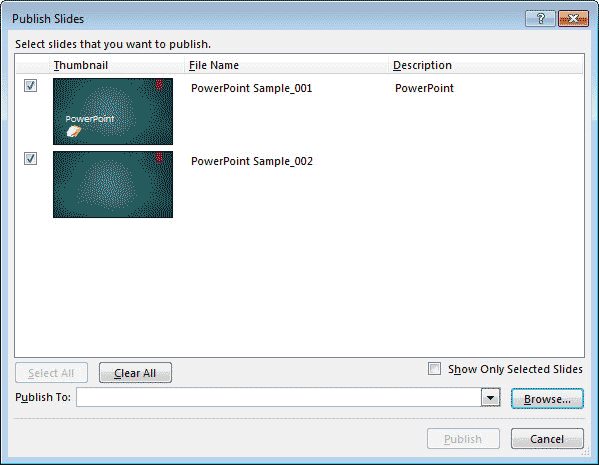 Publish Slides
Select slides that you want to publish.
Thumbnail File Name Description
PowerPoint Sample_001 PowerPoint
PowerPoint
PowerPoint Sample_002
Select All Clear All Show Only Selected Slides
Publish To: Browse...
Publish Cancel